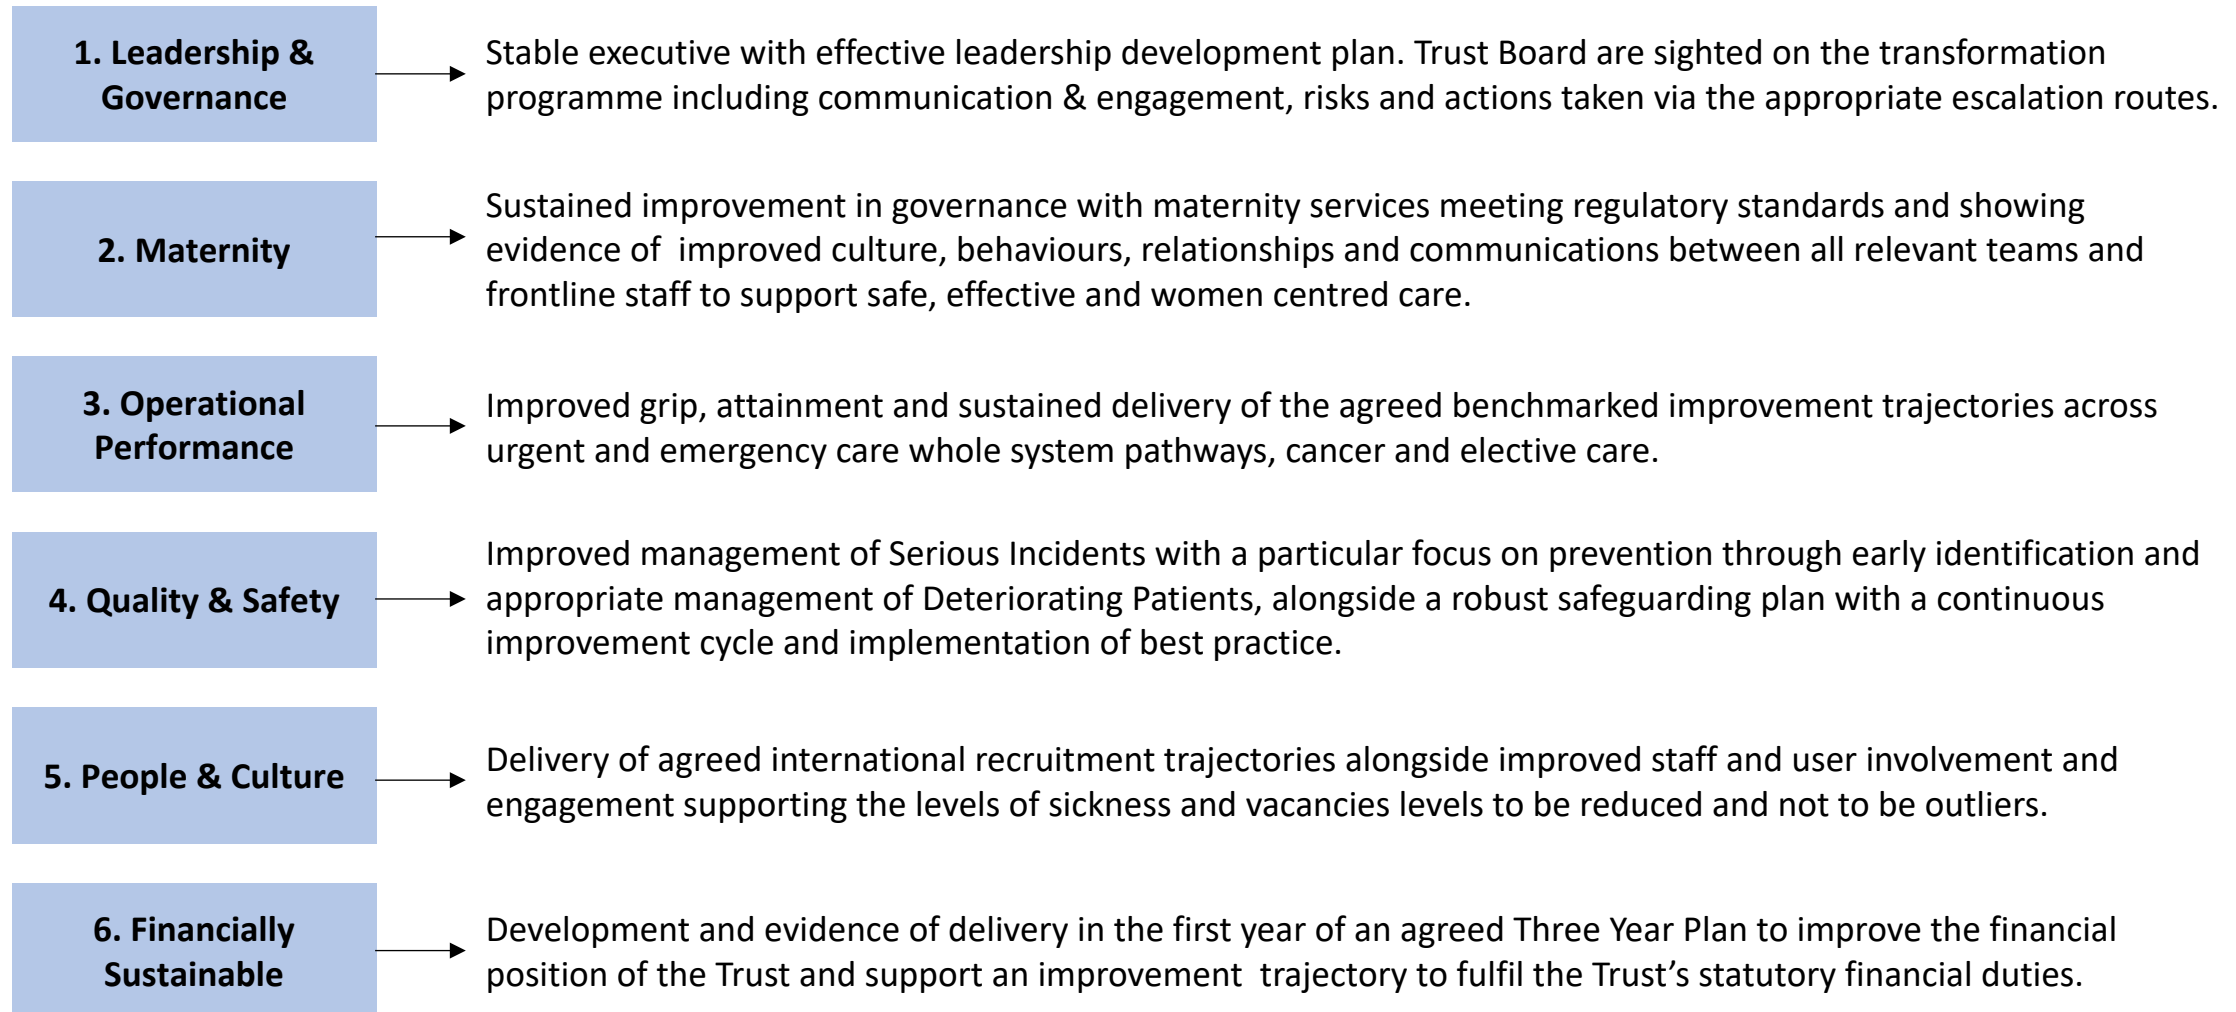 1. Leadership &
Governance
Stable executive with effective leadership development plan. Trust Board are sighted on the transformation
programme including communication & engagement, risks and actions taken via the appropriate escalation routes.
2. Maternity
Sustained improvement in governance with maternity services meeting regulatory standards and showing
evidence of  improved culture, behaviours, relationships and communications between all relevant teams and
frontline staff to support safe, effective and women centred care.
3. Operational
Performance
Improved grip, attainment and sustained delivery of the agreed benchmarked improvement trajectories across
urgent and emergency care whole system pathways, cancer and elective care.
4. Quality & Safety
Improved management of Serious Incidents with a particular focus on prevention through early identification and
appropriate management of Deteriorating Patients, alongside a robust safeguarding plan with a continuous
improvement cycle and implementation of best practice.
5. People & Culture
Delivery of agreed international recruitment trajectories alongside improved staff and user involvement and
engagement supporting the levels of sickness and vacancies levels to be reduced and not to be outliers.
6. Financially
Sustainable
Development and evidence of delivery in the first year of an agreed Three Year Plan to improve the financial
position of the Trust and support an improvement  trajectory to fulfil the Trust’s statutory financial duties.